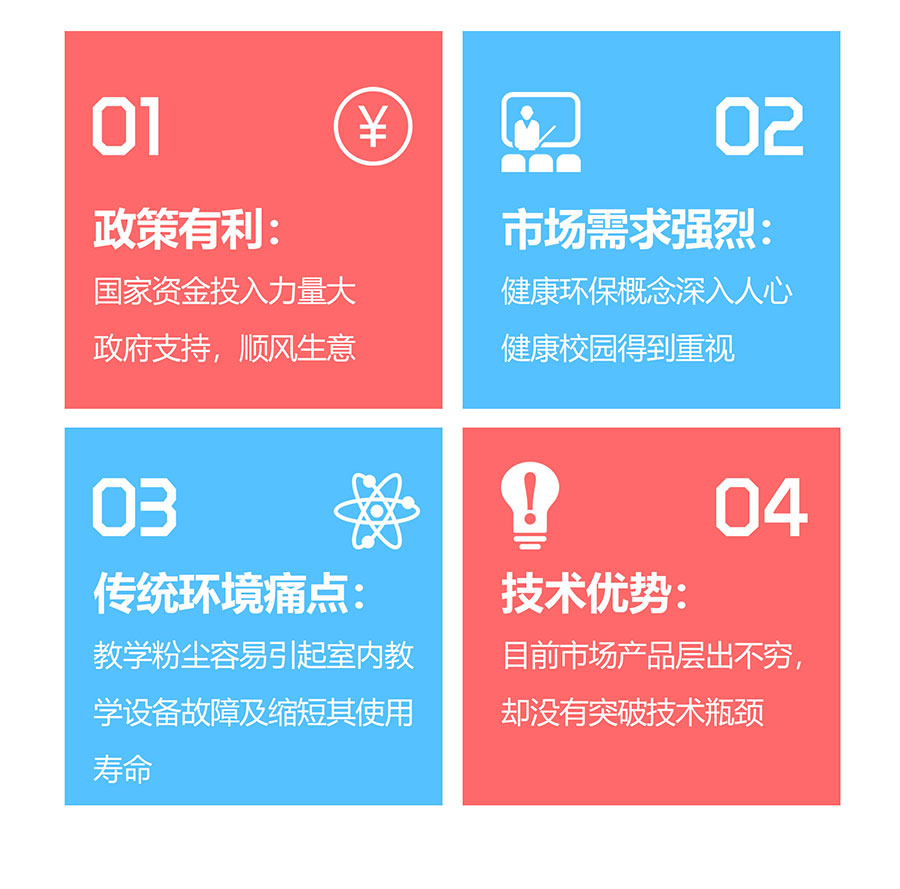 01
¥
政策有利：
国家资金投入力量大
政府支持，顺风生意
02
市场需求强烈：
健康环保概念深入人心
健康校园得到重视
03
传统环境痛点：
教学粉尘容易引起室内教
学设备故障及缩短其使用
寿命
04
技术优势：
目前市场产品层出不穷，
却没有突破技术瓶颈